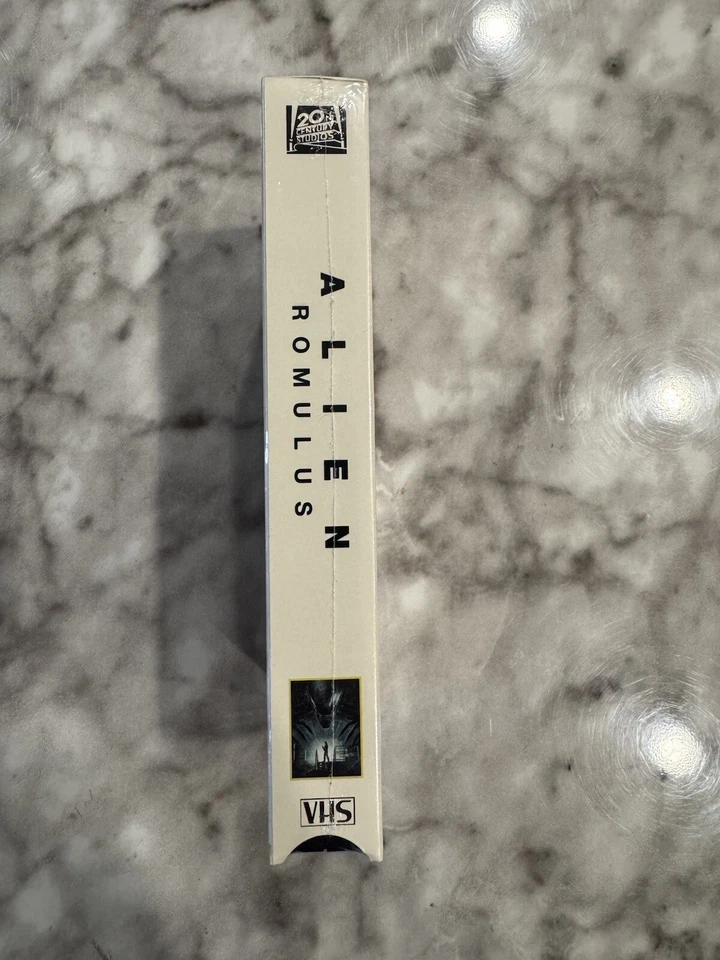 20TH
CENTURY
STUDIOS
ALIEN
ROMULUS
VHS